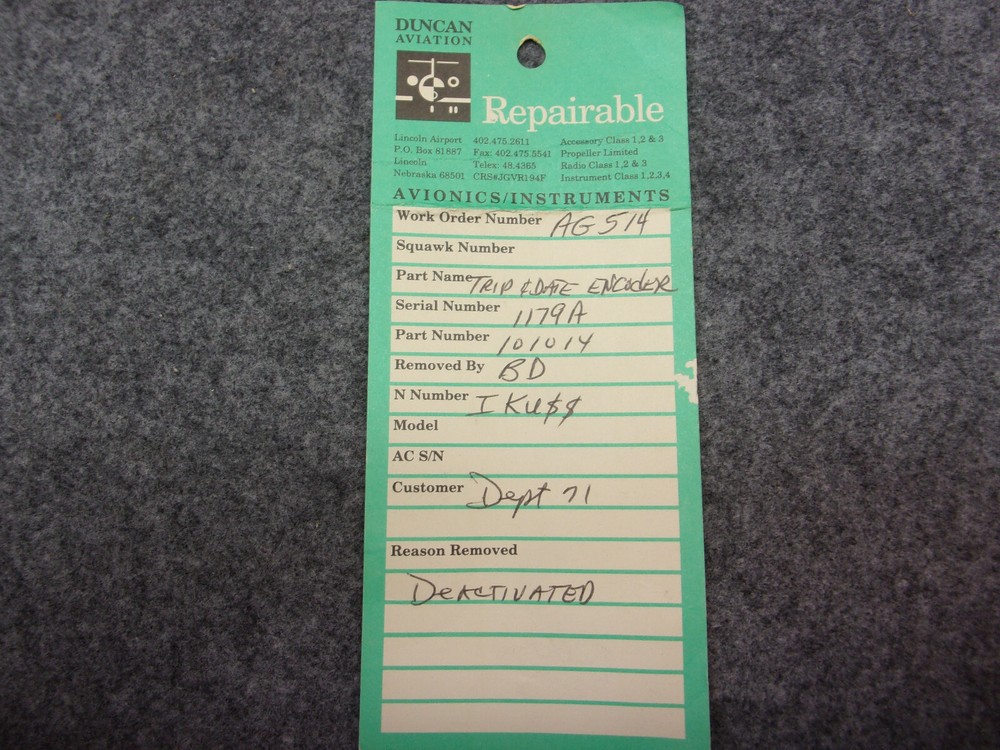 DUNCAN
AVIATION
Repairable
Lincoln Airport 402.475.2611 Accessory Class 1,2 & 3
P.O. Box 81887 Fax: 402.475.5541 Propeller Limited
Lincoln Telex: 48.4365 Radio Class 1,2 & 3
Nebraska 68501 CRS#JGVR194F Instrument Class 1,2,3,4
AVIONICS/INSTRUMENTS
Work Order Number AG514
Squawk Number
Part Name TRIP & DATE ENCODER
Serial Number 1179A
Part Number 101014
Removed By BD
N Number I KU$$
Model
AC S/N
Customer Dept 71
Reason Removed
DEACTIVATED